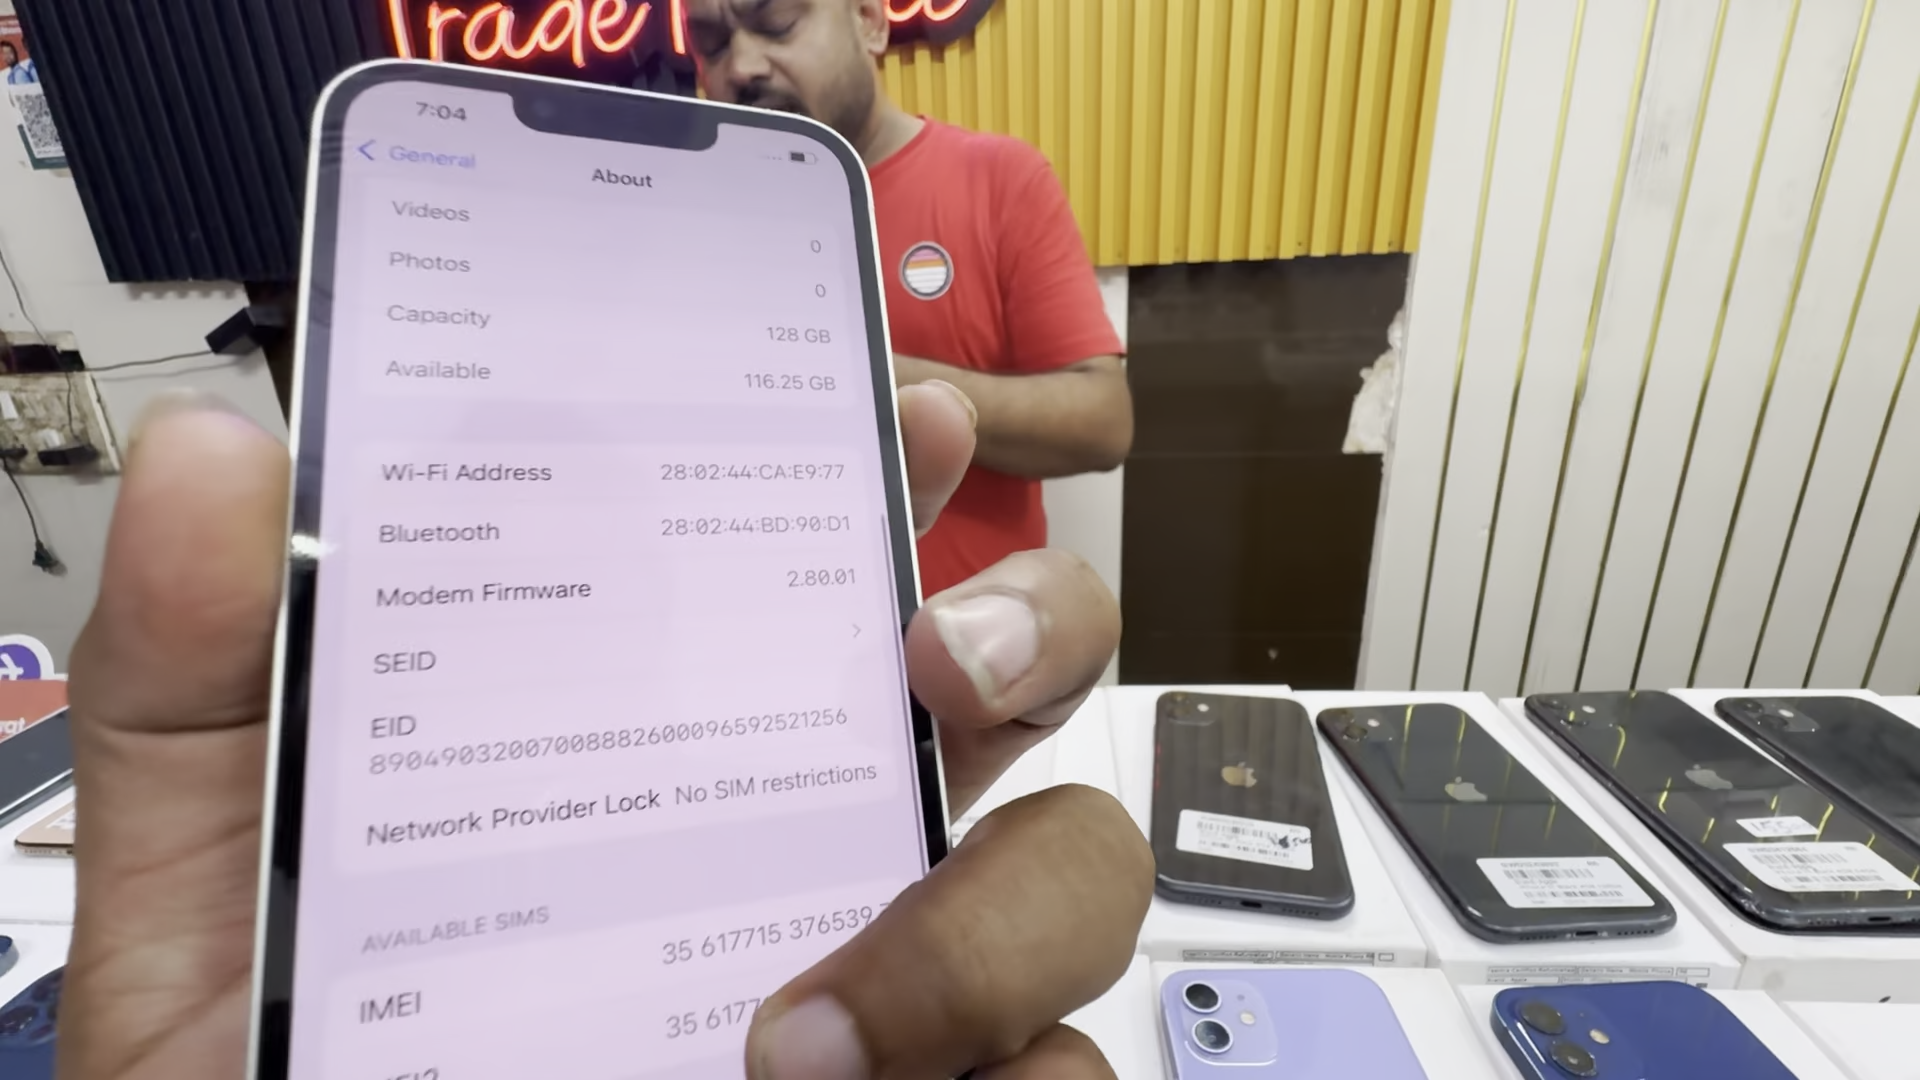 Trade
7:04
General
About
Videos
0
Photos
0
Capacity
128 GB
Available
116.25 GB
Wi-Fi Address
28:02:44:CA:E9:77
Bluetooth
28:02:44:BD:90:D1
Modem Firmware
2.80.01
SEID
EID
89049032007008882600096592521256
Network Provider Lock No SIM restrictions
AVAILABLE SIMS
IMEI
35 617715 376539
35 6177